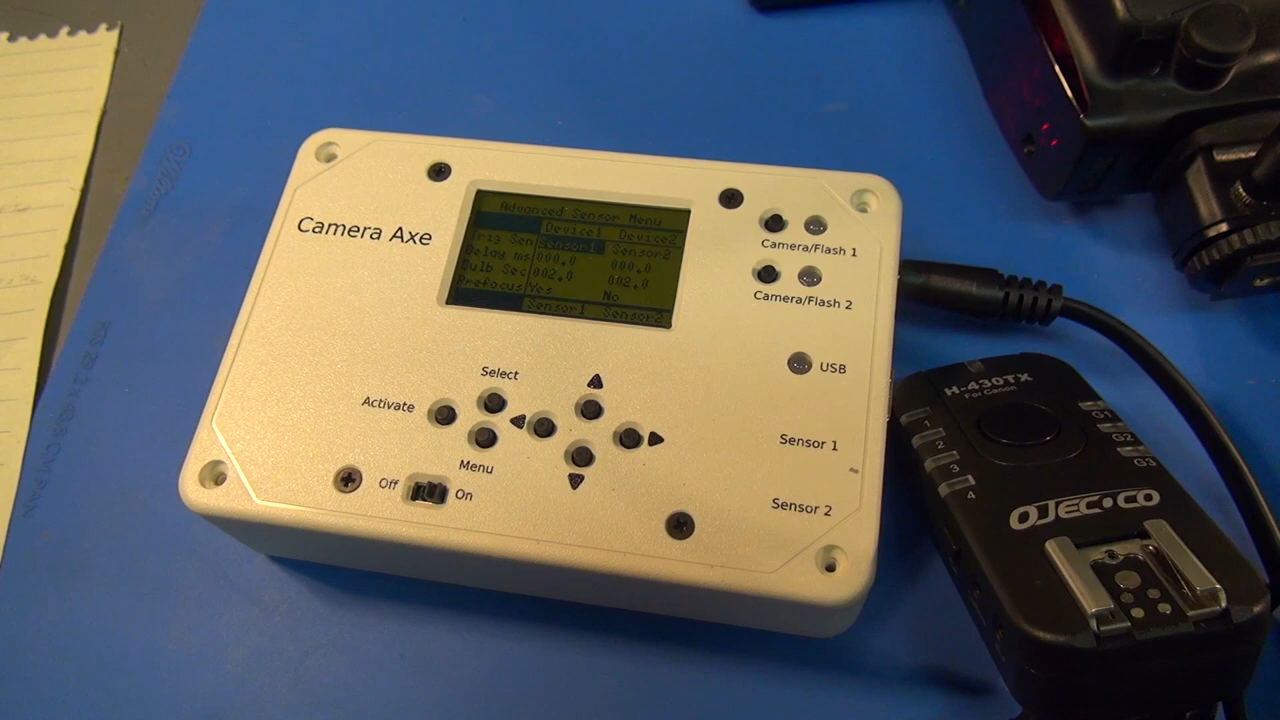 Camera Axe
Advanced Sensor Menu
Device1 Device2
Trig Sen Sensor1 Sensor2
Delay ms 000.0 000.0
Bulb Sec 002.0 002.0
Prefocus Yes No
Sensor1 Sensor2
Camera/Flash 1
Camera/Flash 2
USB
Select
Activate
Menu
Off On
Sensor 1
Sensor 2
H-430TX
For Canon
1
2
3
4
G1
G2
G3
OJECOCO